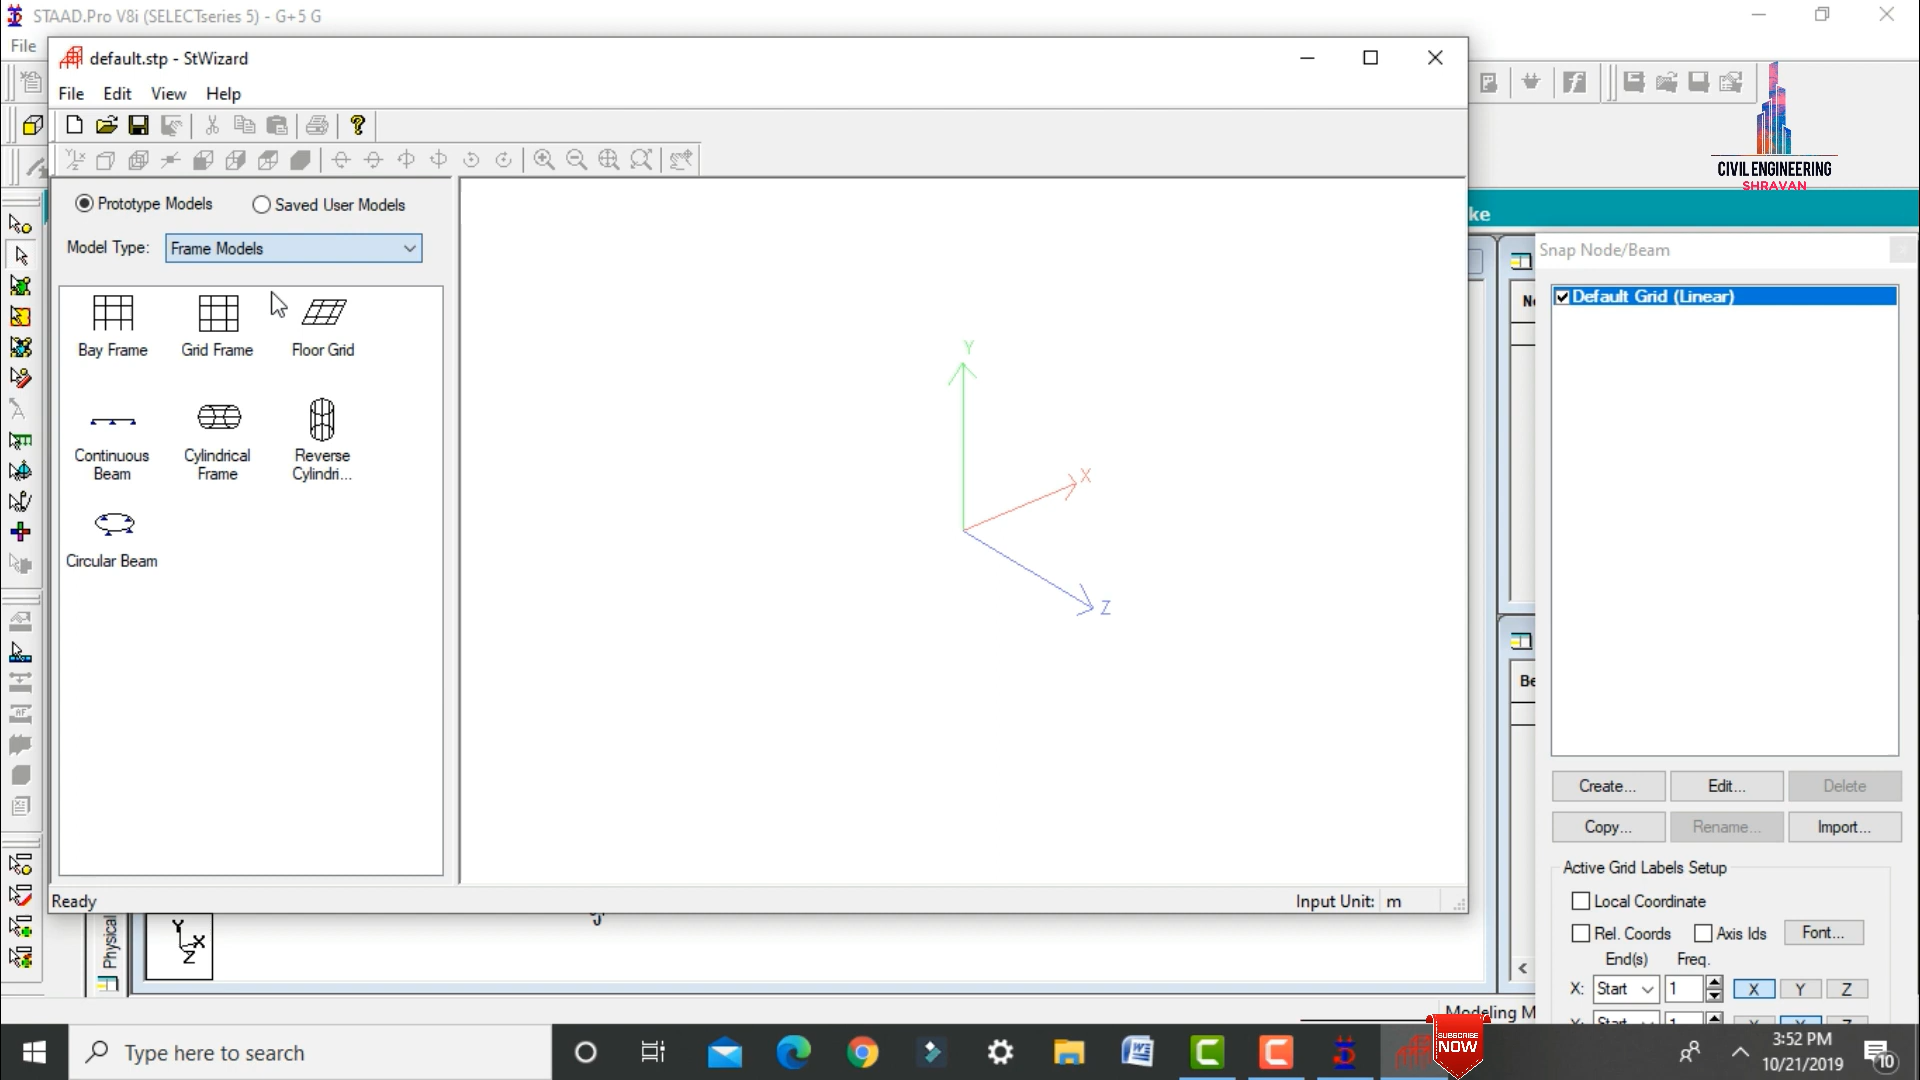 STAAD.Pro V8i (SELECTseries 5) - G+5 G
File
default.stp - StWizard
File Edit View Help
Prototype Models Saved User Models
Model Type: Frame Models
Bay Frame Grid Frame Floor Grid
Continuous Beam Cylindrical Frame Reverse Cylindri...
Circular Beam
Y
X
Z
Ready
Input Unit: m
CIVIL ENGINEERING
SHRAVAN
ke
Snap Node/Beam
Default Grid (Linear)
Create... Edit... Delete
Copy... Rename... Import...
Active Grid Labels Setup
Local Coordinate
Rel. Coords Axis Ids Font...
End(s) Freq.
X: Start 1 X Y Z
Physical
Y
X
Z
Modeling M
SUBSCRIBE
NOW
Type here to search
3:52 PM
10/21/2019
10